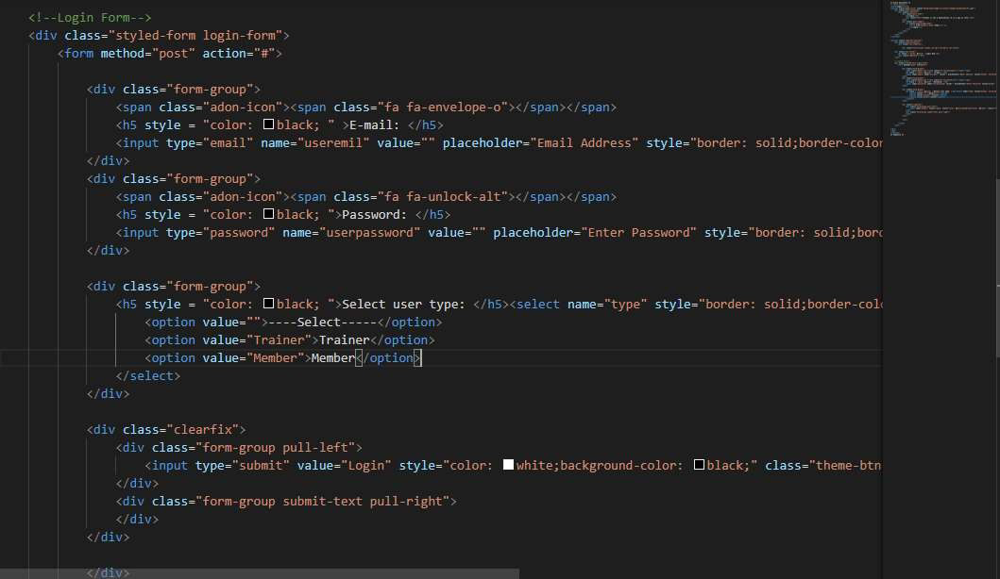 <!--Login Form-->
<div class="styled-form login-form">
<form method="post" action="#">
<div class="form-group">
<span class="adon-icon"><span class="fa fa-envelope-o"></span></span>
<h5 style = "color: black; " >E-mail: </h5>
<input type="email" name="useremil" value="" placeholder="Email Address" style="border: solid;border-color
</div>
<div class="form-group">
<span class="adon-icon"><span class="fa fa-unlock-alt"></span></span>
<h5 style = "color: black; ">Password: </h5>
<input type="password" name="userpassword" value="" placeholder="Enter Password" style="border: solid;bord
</div>
<div class="form-group">
<h5 style = "color: black; ">Select user type: </h5><select name="type" style="border: solid;border-colo
<option value="">----Select-----</option>
<option value="Trainer">Trainer</option>
<option value="Member">Member</option>
</select>
</div>
<div class="clearfix">
<div class="form-group pull-left">
<input type="submit" value="Login" style="color: white;background-color: black;" class="theme-btn
</div>
<div class="form-group submit-text pull-right">
</div>
</div>
</div>